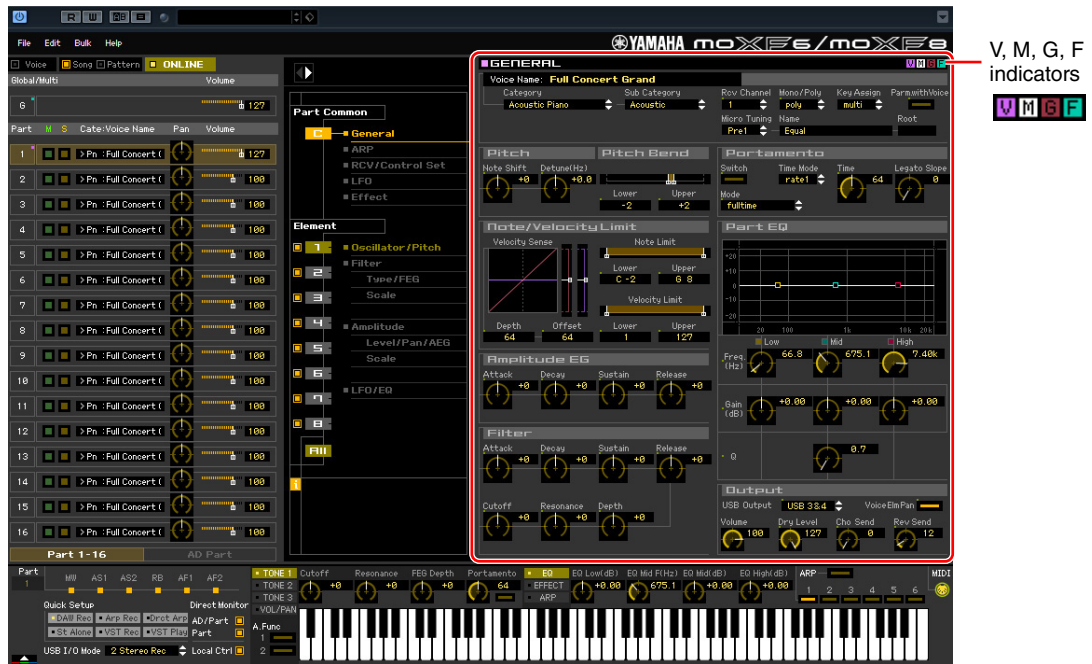 R W AB
File Edit Bulk Help
YAMAHA MOXF6/MOXF8
V, M, G, F
indicators
V M G F
Voice Song Pattern ONLINE
Global/Multi Volume
G 127
Part M S Cate:Voice Name Pan Volume
1 >Pn :Full Concert ( 127
2 >Pn :Full Concert ( 100
3 >Pn :Full Concert ( 100
4 >Pn :Full Concert ( 100
5 >Pn :Full Concert ( 100
6 >Pn :Full Concert ( 100
7 >Pn :Full Concert ( 100
8 >Pn :Full Concert ( 100
9 >Pn :Full Concert ( 100
10 >Pn :Full Concert ( 100
11 >Pn :Full Concert ( 100
12 >Pn :Full Concert ( 100
13 >Pn :Full Concert ( 100
14 >Pn :Full Concert ( 100
15 >Pn :Full Concert ( 100
16 >Pn :Full Concert ( 100
Part 1-16 AD Part
Part Common
C General
ARP
RCV/Control Set
LFO
Effect
Element
1 Oscillator/Pitch
Filter
2 Type/FEG
3 Scale
4 Amplitude
5 Level/Pan/AEG
Scale
6
7 LFO/EQ
8
All
i
GENERAL V M G F
Voice Name: Full Concert Grand
Category Sub Category Rcv Channel Mono/Poly Key Assign Parm.withVoice
Acoustic Piano Acoustic 1 poly multi
Micro Tuning Name Root
Pre1 Equal
Pitch Pitch Bend
Note Shift Detune(Hz)
+0 +0.0
Lower Upper
-2 +2
Portamento
Switch Time Mode Time Legato Slope
rate1 64 0
Mode
fulltime
Note/Velocity Limit
Velocity Sense Note Limit
Lower Upper
C -2 G 8
Velocity Limit
Depth Offset Lower Upper
64 64 1 127
Part EQ
+20
+10
0
-10
-20
20 100 1k 10k 20k
Low Mid High
Freq. (Hz) 66.8 675.1 7.40k
Gain (dB) +0.00 +0.00 +0.00
Q 0.7
Amplitude EG
Attack Decay Sustain Release
+0 +0 +0 +0
Filter
Attack Decay Sustain Release
+0 +0 +0 +0
Cutoff Resonance Depth
+0 +0 +0
Output
USB Output USB 3&4 Voice ElmPan
Volume Dry Level Cho Send Rev Send
100 127 0 12
Part MW AS1 AS2 RB AF1 AF2
1
Quick Setup Direct Monitor
DAW Rec Arp Rec Drct Arp AD/Part
St Alone VST Rec VST Play Part
USB I/O Mode 2 Stereo Rec Local Ctrl
TONE 1 Cutoff Resonance FEG Depth Portamento EQ EQ Low(dB) EQ Mid F(Hz) EQ Mid(dB) EQ High(dB) ARP MIDI
TONE 2 +0 +0 +0 64 EFFECT +0.00 675.1 +0.00 +0.00 1 2 3 4 5 6
TONE 3 ARP
VOL/PAN
A.Func
1
2